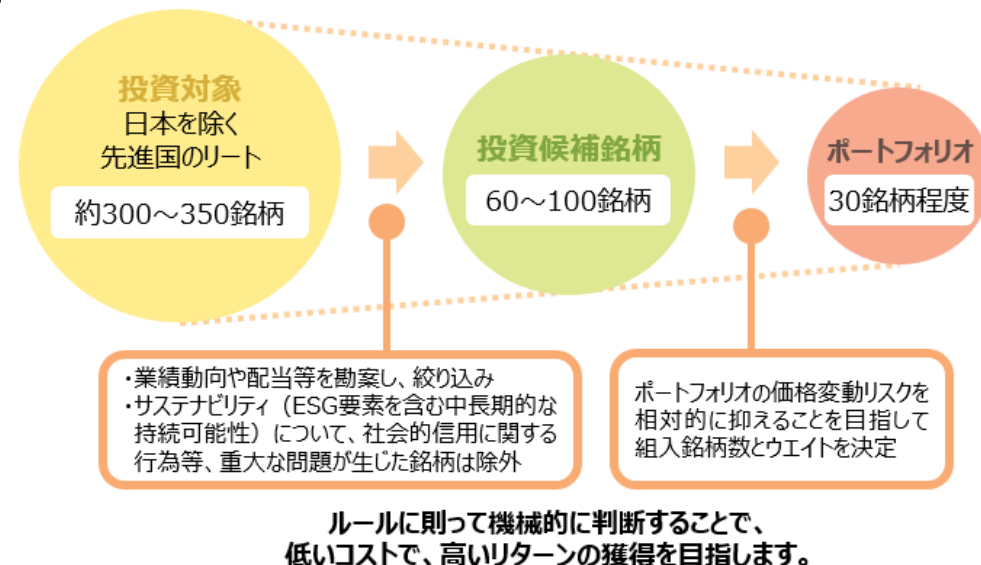 投資対象
日本を除く
先進国のリート
約300～350銘柄
投資候補銘柄
60～100銘柄
ポートフォリオ
30銘柄程度
・業績動向や配当等を勘案し、絞り込み
・サステナビリティ（ESG要素を含む中長期的な
持続可能性）について、社会的信用に関する
行為等、重大な問題が生じた銘柄は除外
ポートフォリオの価格変動リスクを
相対的に抑えることを目指して
組入銘柄数とウエイトを決定
ルールに則って機械的に判断することで、
低いコストで、高いリターンの獲得を目指します。